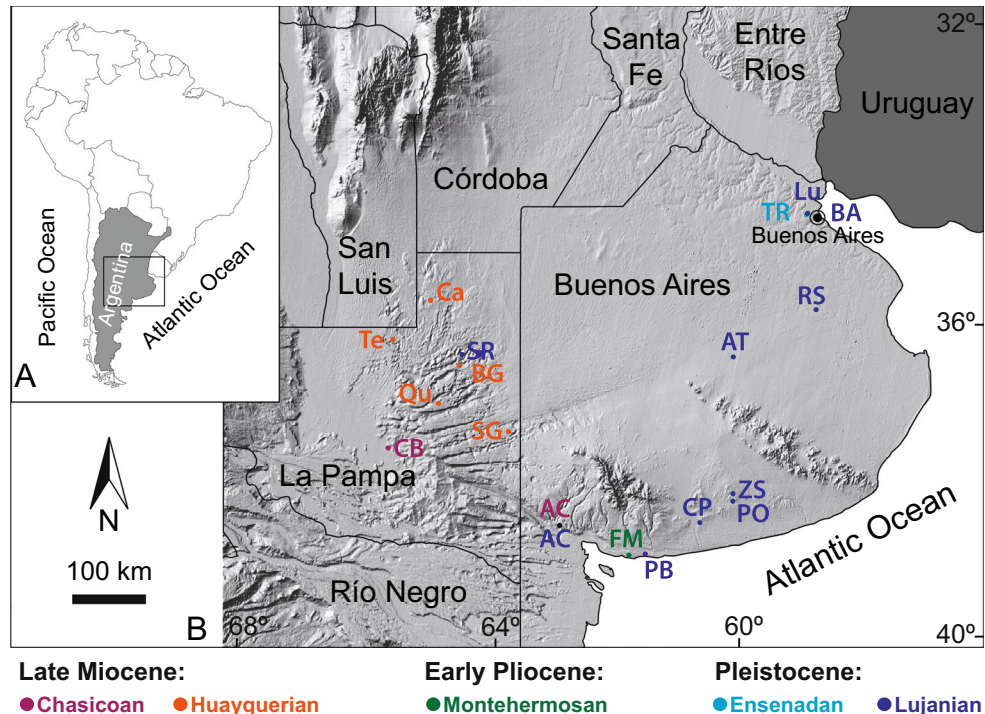 Pacific Ocean
Argentina
Atlantic Ocean
A
Santa
Fe
Entre
Ríos
32º
Uruguay
Córdoba
San
Luis
Lu
TR
BA
Buenos Aires
Buenos Aires
Ca
RS
Te
SR
AT
36º
BG
Qu
SG
CB
La Pampa
ZS
AC
CP
PO
AC
FM
PB
Atlantic Ocean
N
100 km
Río Negro
B
68º
64º
60º
40º
Late Miocene:
Early Pliocene:
Pleistocene:
Chasicoan
Huayquerian
Montehermosan
Ensenadan
Lujanian